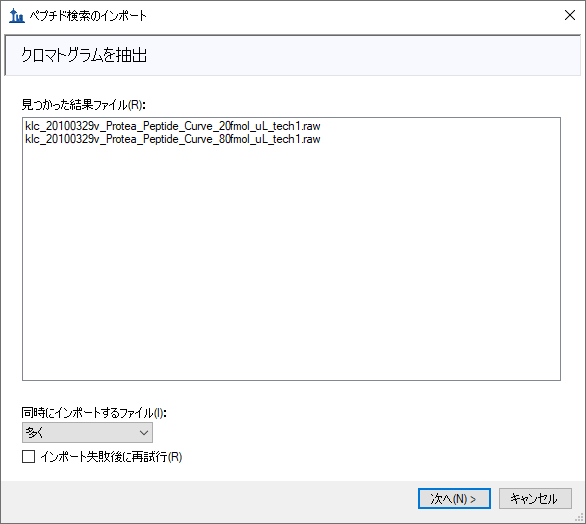 ペプチド検索のインポート
クロマトグラムを抽出
見つかった結果ファイル(R):
klc_20100329v_Protea_Peptide_Curve_20fmol_uL_tech1.raw
klc_20100329v_Protea_Peptide_Curve_80fmol_uL_tech1.raw
同時にインポートするファイル(I):
多く
インポート失敗後に再試行(R)
次へ(N) >
キャンセル